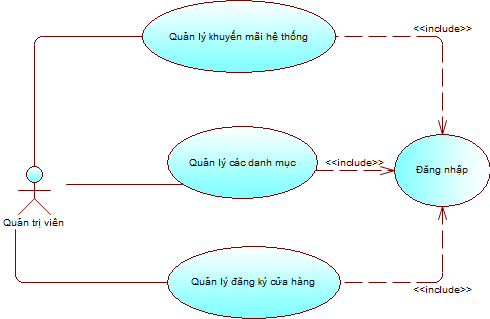 <<include>>
Quản lý khuyến mãi hệ thống
Quản lý các danh mục
<<include>>
Đăng nhập
Quản trị viên
Quản lý đăng ký cửa hàng
<<include>>